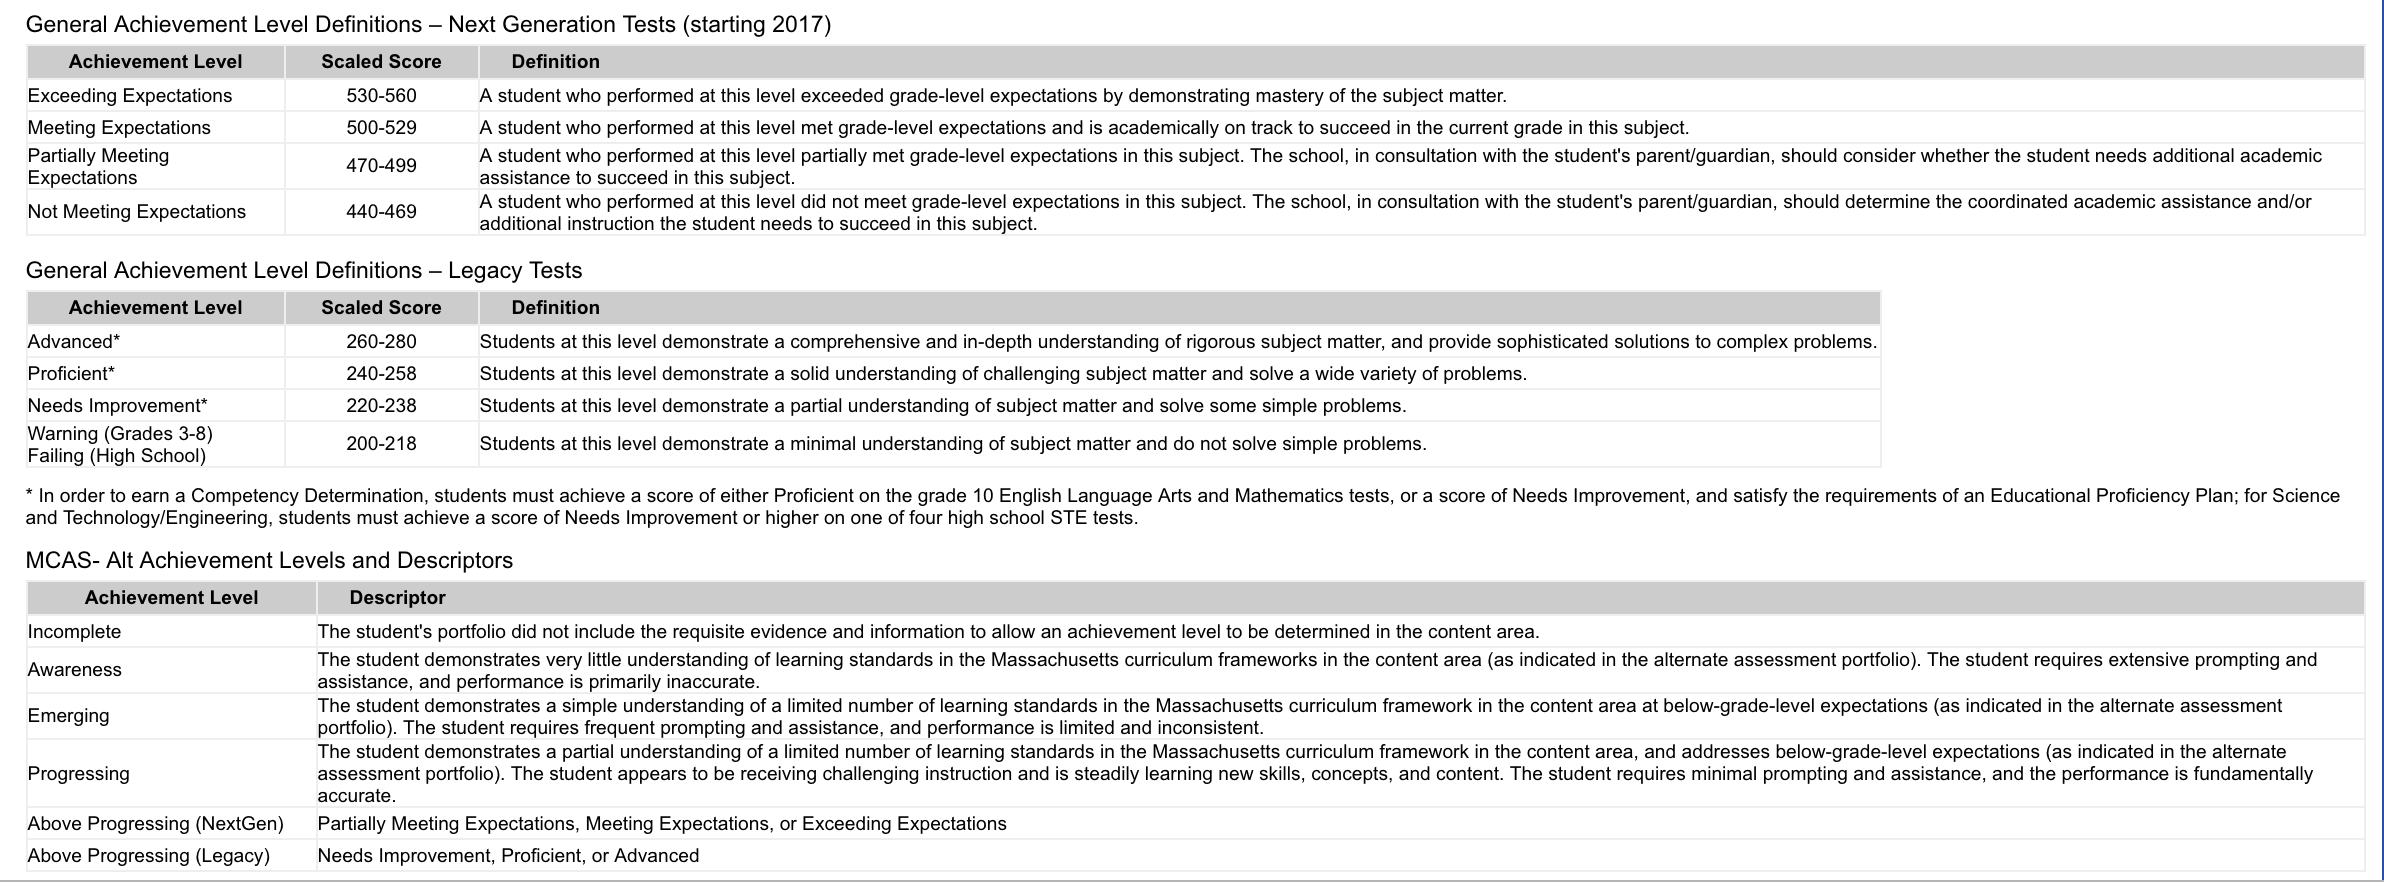 General Achievement Level Definitions – Next Generation Tests (starting 2017)
Achievement Level Scaled Score Definition
Exceeding Expectations 530-560 A student who performed at this level exceeded grade-level expectations by demonstrating mastery of the subject matter.
Meeting Expectations 500-529 A student who performed at this level met grade-level expectations and is academically on track to succeed in the current grade in this subject.
Partially Meeting
Expectations
470-499
A student who performed at this level partially met grade-level expectations in this subject. The school, in consultation with the student's parent/guardian, should consider whether the student needs additional academic
assistance to succeed in this subject.
Not Meeting Expectations 440-469
A student who performed at this level did not meet grade-level expectations in this subject. The school, in consultation with the student's parent/guardian, should determine the coordinated academic assistance and/or
additional instruction the student needs to succeed in this subject.
General Achievement Level Definitions – Legacy Tests
Achievement Level Scaled Score Definition
Advanced* 260-280 Students at this level demonstrate a comprehensive and in-depth understanding of rigorous subject matter, and provide sophisticated solutions to complex problems.
Proficient* 240-258 Students at this level demonstrate a solid understanding of challenging subject matter and solve a wide variety of problems.
Needs Improvement* 220-238 Students at this level demonstrate a partial understanding of subject matter and solve some simple problems.
Warning (Grades 3-8)
Failing (High School)
200-218 Students at this level demonstrate a minimal understanding of subject matter and do not solve simple problems.
* In order to earn a Competency Determination, students must achieve a score of either Proficient on the grade 10 English Language Arts and Mathematics tests, or a score of Needs Improvement, and satisfy the requirements of an Educational Proficiency Plan; for Science
and Technology/Engineering, students must achieve a score of Needs Improvement or higher on one of four high school STE tests.
MCAS- Alt Achievement Levels and Descriptors
Achievement Level Descriptor
Incomplete The student's portfolio did not include the requisite evidence and information to allow an achievement level to be determined in the content area.
Awareness
The student demonstrates very little understanding of learning standards in the Massachusetts curriculum frameworks in the content area (as indicated in the alternate assessment portfolio). The student requires extensive prompting and
assistance, and performance is primarily inaccurate.
Emerging
The student demonstrates a simple understanding of a limited number of learning standards in the Massachusetts curriculum framework in the content area at below-grade-level expectations (as indicated in the alternate assessment
portfolio). The student requires frequent prompting and assistance, and performance is limited and inconsistent.
Progressing
The student demonstrates a partial understanding of a limited number of learning standards in the Massachusetts curriculum framework in the content area, and addresses below-grade-level expectations (as indicated in the alternate
assessment portfolio). The student appears to be receiving challenging instruction and is steadily learning new skills, concepts, and content. The student requires minimal prompting and assistance, and the performance is fundamentally
accurate.
Above Progressing (NextGen) Partially Meeting Expectations, Meeting Expectations, or Exceeding Expectations
Above Progressing (Legacy) Needs Improvement, Proficient, or Advanced